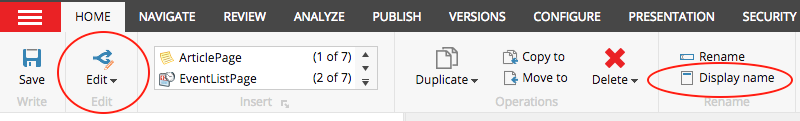 HOME NAVIGATE REVIEW ANALYZE PUBLISH VERSIONS CONFIGURE PRESENTATION SECURITY
Save
Write
Edit
Edit
ArticlePage (1 of 7)
EventListPage (2 of 7)
Insert
Duplicate
Copy to
Move to
Delete
Operations
Rename
Display name
Rename